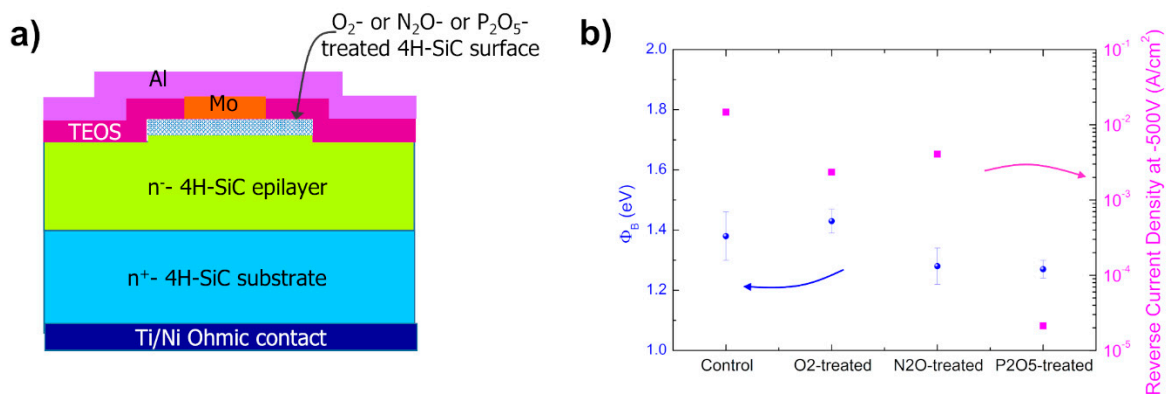 a)
O₂- or N₂O- or P₂O₅-
treated 4H-SiC surface
Al
Mo
TEOS
n⁻- 4H-SiC epilayer
n⁺- 4H-SiC substrate
Ti/Ni Ohmic contact
b)
2.0
1.8
1.6
1.4
1.2
1.0
Φ_B (eV)
10⁻¹
10⁻²
10⁻³
10⁻⁴
10⁻⁵
Reverse Current Density at -500V (A/cm²)
Control
O2-treated
N2O-treated
P2O5-treated